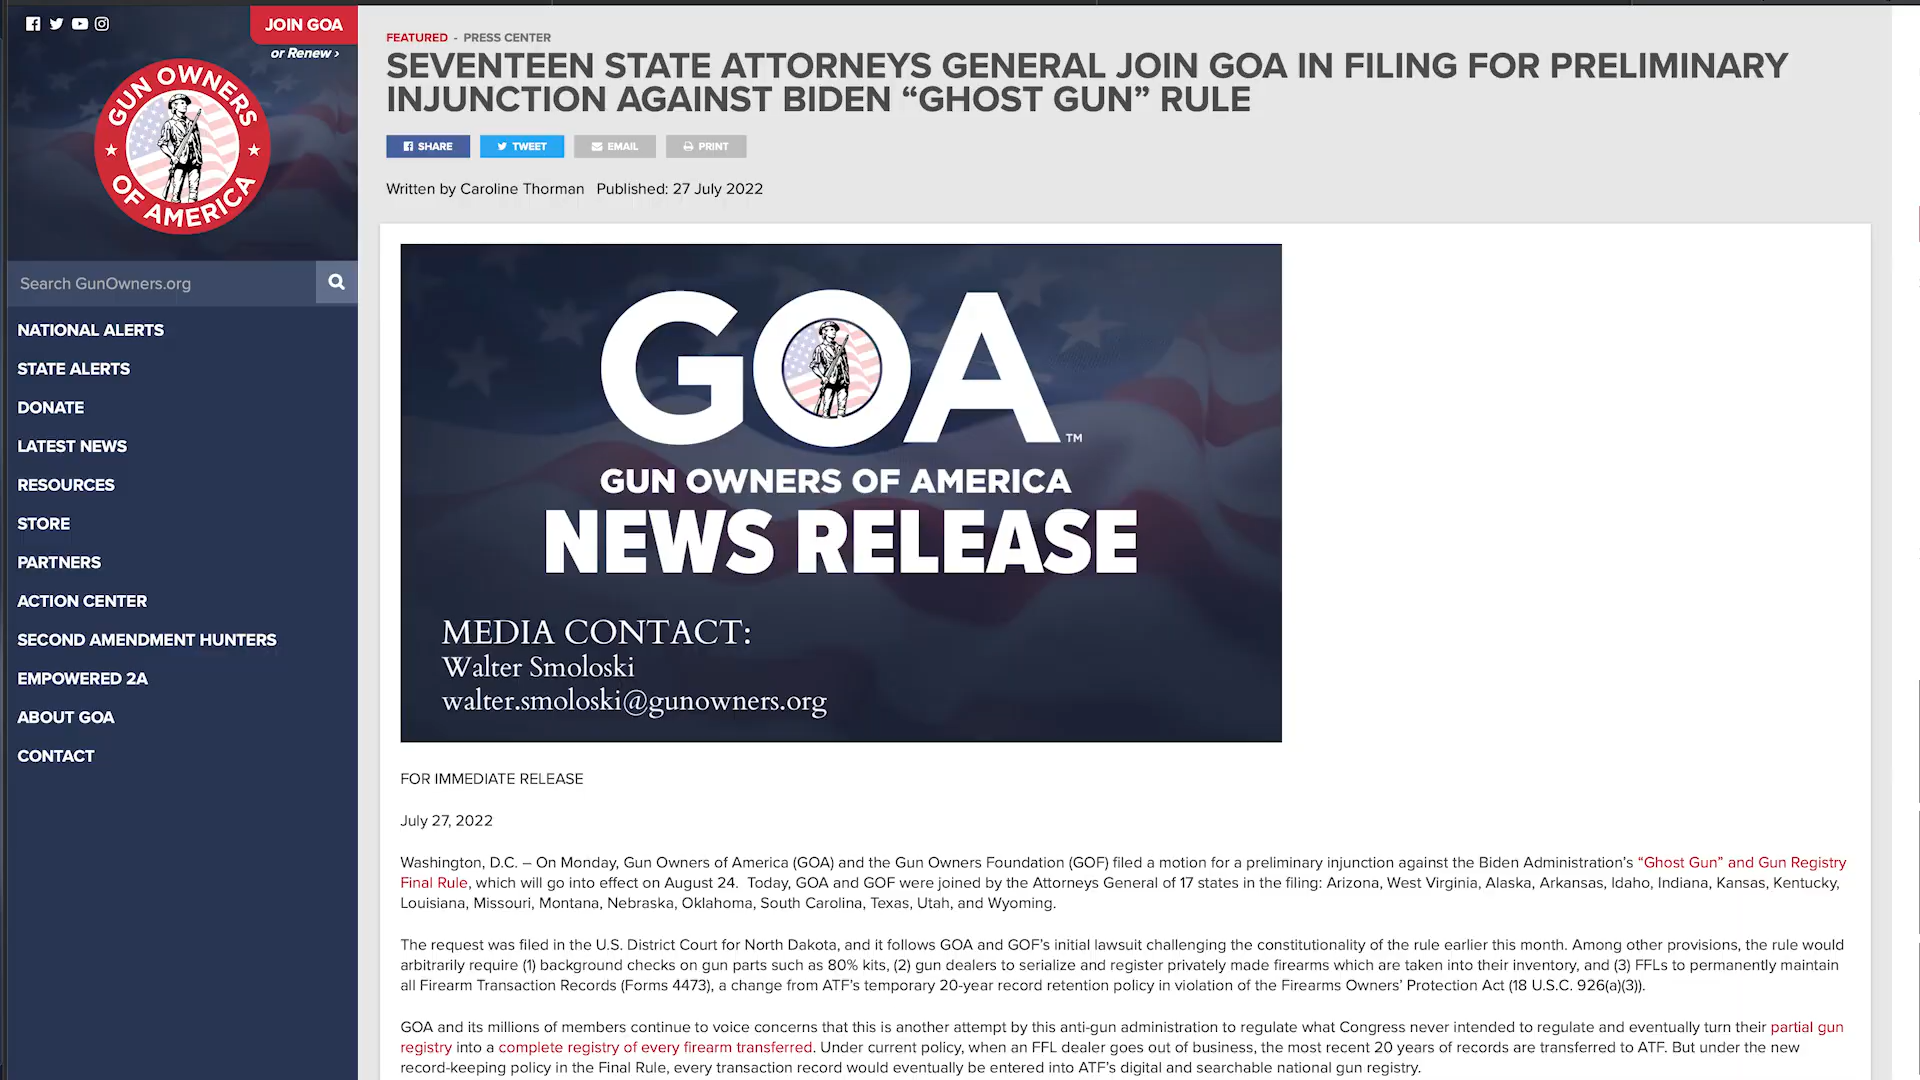 JOIN GOA
or Renew ›
GUN OWNERS
OF AMERICA
Search GunOwners.org
NATIONAL ALERTS
STATE ALERTS
DONATE
LATEST NEWS
RESOURCES
STORE
PARTNERS
ACTION CENTER
SECOND AMENDMENT HUNTERS
EMPOWERED 2A
ABOUT GOA
CONTACT
FEATURED - PRESS CENTER
SEVENTEEN STATE ATTORNEYS GENERAL JOIN GOA IN FILING FOR PRELIMINARY
INJUNCTION AGAINST BIDEN “GHOST GUN” RULE
SHARE TWEET EMAIL PRINT
Written by Caroline Thorman Published: 27 July 2022
GOA™
GUN OWNERS OF AMERICA
NEWS RELEASE
MEDIA CONTACT:
Walter Smoloski
walter.smoloski@gunowners.org
FOR IMMEDIATE RELEASE
July 27, 2022
Washington, D.C. – On Monday, Gun Owners of America (GOA) and the Gun Owners Foundation (GOF) filed a motion for a preliminary injunction against the Biden Administration’s “Ghost Gun” and Gun Registry
Final Rule, which will go into effect on August 24. Today, GOA and GOF were joined by the Attorneys General of 17 states in the filing: Arizona, West Virginia, Alaska, Arkansas, Idaho, Indiana, Kansas, Kentucky,
Louisiana, Missouri, Montana, Nebraska, Oklahoma, South Carolina, Texas, Utah, and Wyoming.
The request was filed in the U.S. District Court for North Dakota, and it follows GOA and GOF’s initial lawsuit challenging the constitutionality of the rule earlier this month. Among other provisions, the rule would
arbitrarily require (1) background checks on gun parts such as 80% kits, (2) gun dealers to serialize and register privately made firearms which are taken into their inventory, and (3) FFLs to permanently maintain
all Firearm Transaction Records (Forms 4473), a change from ATF’s temporary 20-year record retention policy in violation of the Firearms Owners’ Protection Act (18 U.S.C. 926(a)(3)).
GOA and its millions of members continue to voice concerns that this is another attempt by this anti-gun administration to regulate what Congress never intended to regulate and eventually turn their partial gun
registry into a complete registry of every firearm transferred. Under current policy, when an FFL dealer goes out of business, the most recent 20 years of records are transferred to ATF. But under the new
record-keeping policy in the Final Rule, every transaction record would eventually be entered into ATF’s digital and searchable national gun registry.